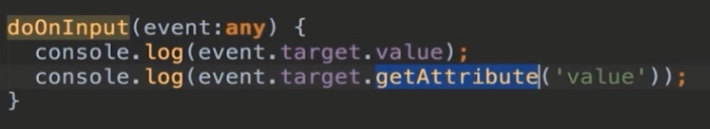 doOnInput(event:any) {
console.log(event.target.value);
console.log(event.target.getAttribute('value'));
}